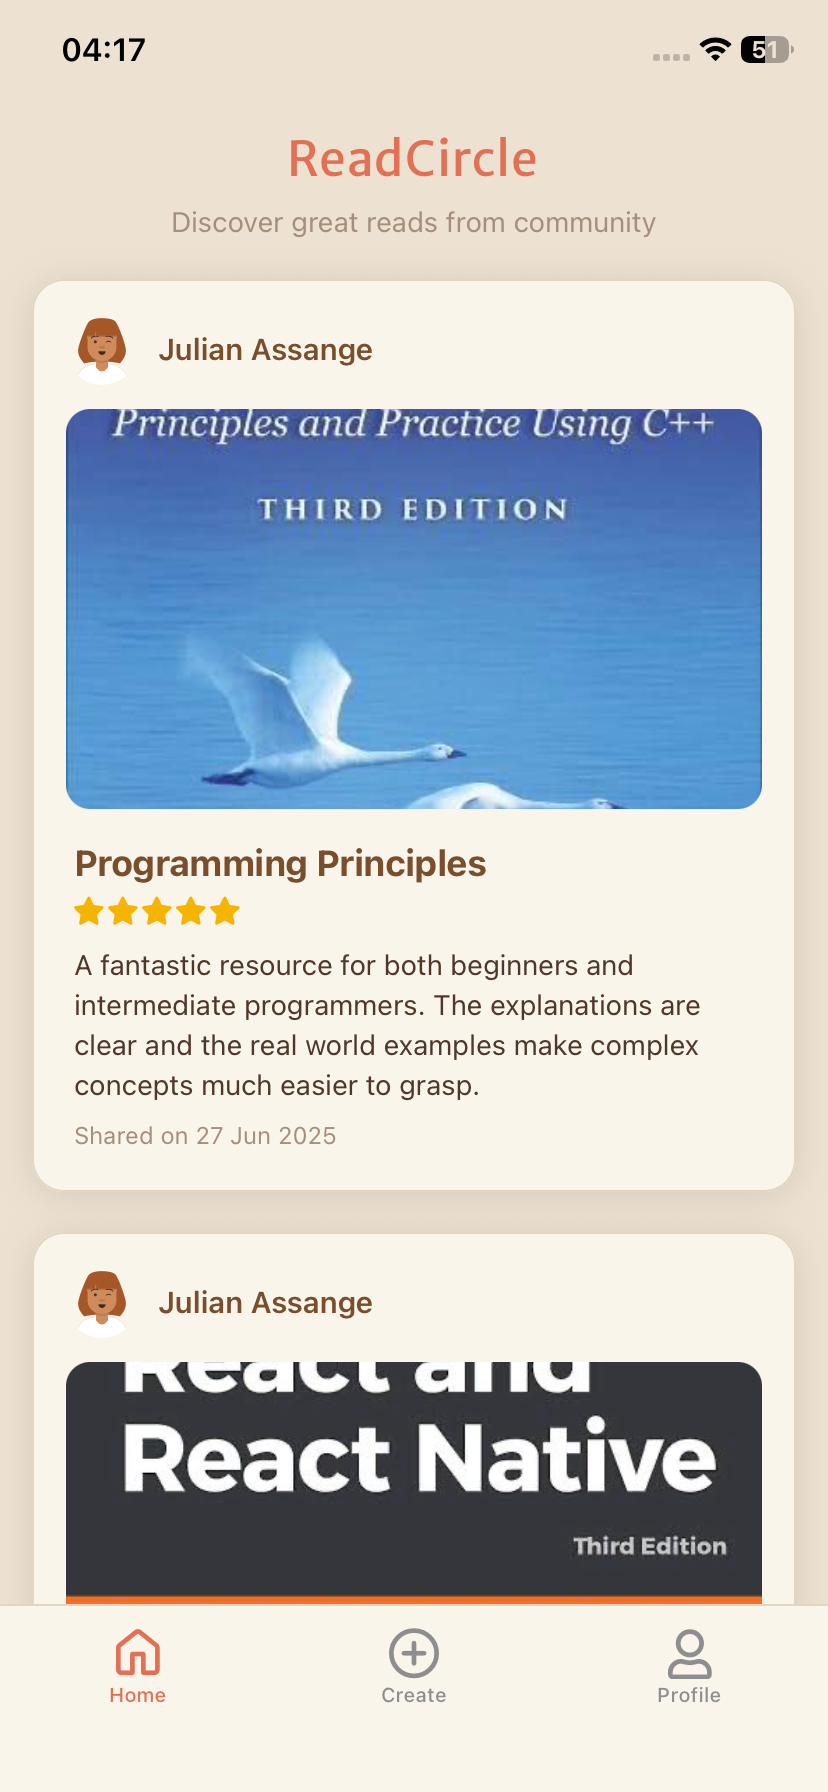 04:17
51
ReadCircle
Discover great reads from community
Julian Assange
Principles and Practice Using C++
THIRD EDITION
Programming Principles
A fantastic resource for both beginners and
intermediate programmers. The explanations are
clear and the real world examples make complex
concepts much easier to grasp.
Shared on 27 Jun 2025
Julian Assange
React and
React Native
Third Edition
Home
Create
Profile